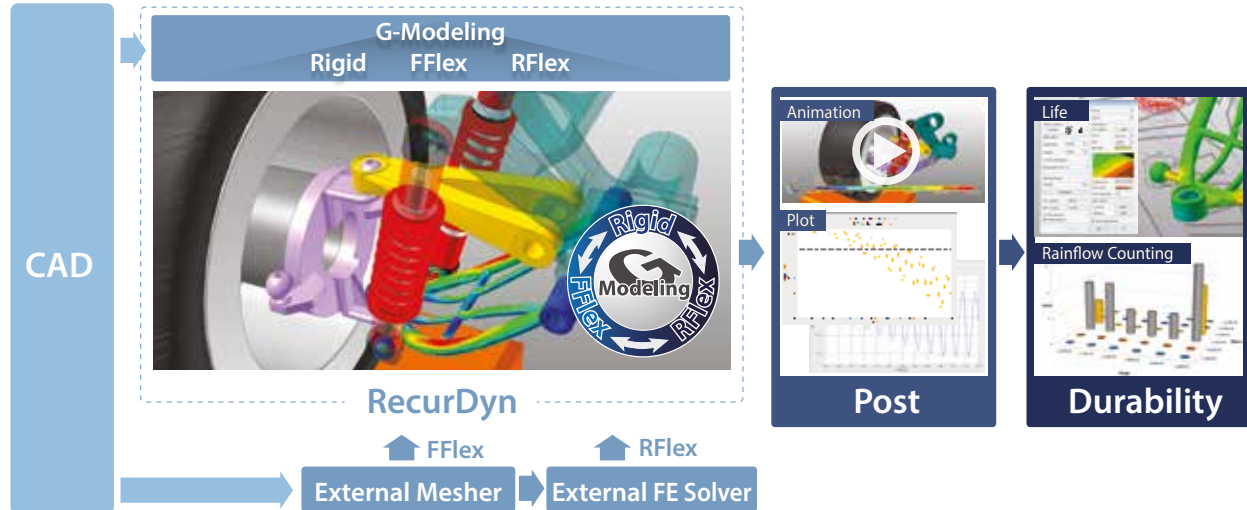 CAD
G-Modeling
Rigid FFlex RFlex
Rigid
FFlex
RFlex
G
Modeling
RecurDyn
FFlex
RFlex
External Mesher
External FE Solver
Animation
Plot
Post
Life
Rainflow Counting
Durability